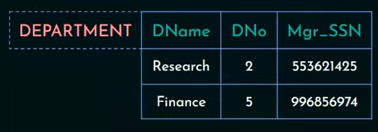 DEPARTMENT DName DNo Mgr_SSN
Research 2 553621425
Finance 5 996856974